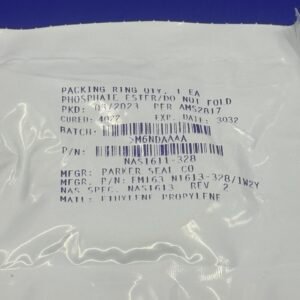 PACKING RING QTY. 1 EA
PHOSPHATE ESTER/DO NOT FOLD
PKD: 03/2023 PER AMS2817
CURED: 4Q22 EXP. DATE: 3Q32
BATCH:
>M6NDAAAA
P/N:
NAS1611-328
MFGR: PARKER SEAL CO
MFGR: P/N: EM163 N1613-328/1W2Y
NAS SPEC. NAS1613 REV 2
MATL: ETHYLENE PROPYLENE